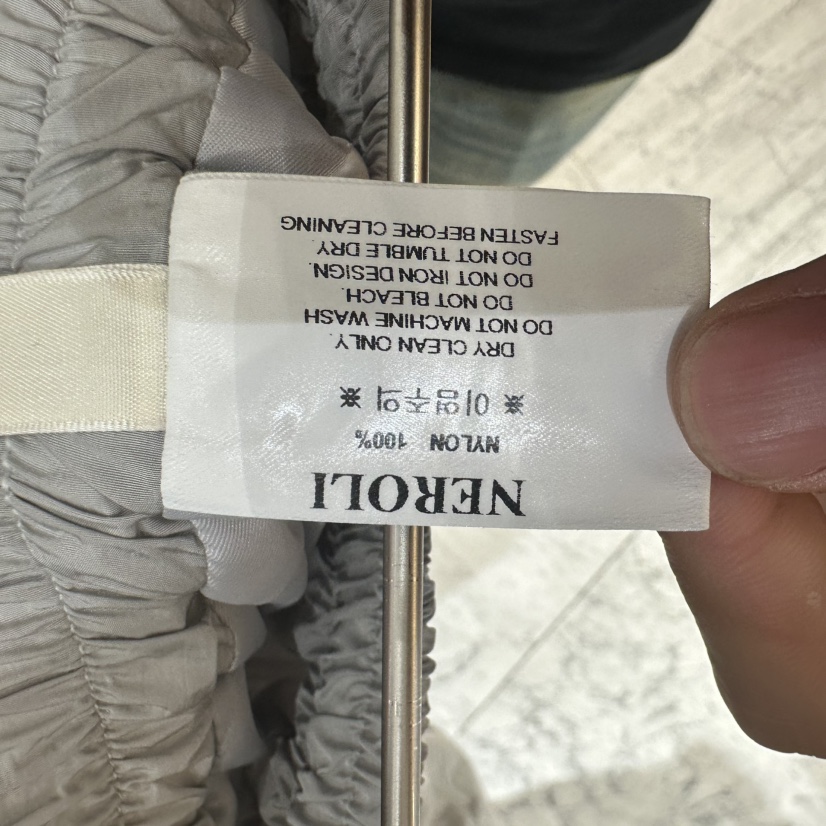 NEROLI
NYLON 100%
※ 이염주의 ※
DRY CLEAN ONLY.
DO NOT MACHINE WASH
DO NOT BLEACH.
DO NOT IRON DESIGN.
DO NOT TUMBLE DRY.
FASTEN BEFORE CLEANING